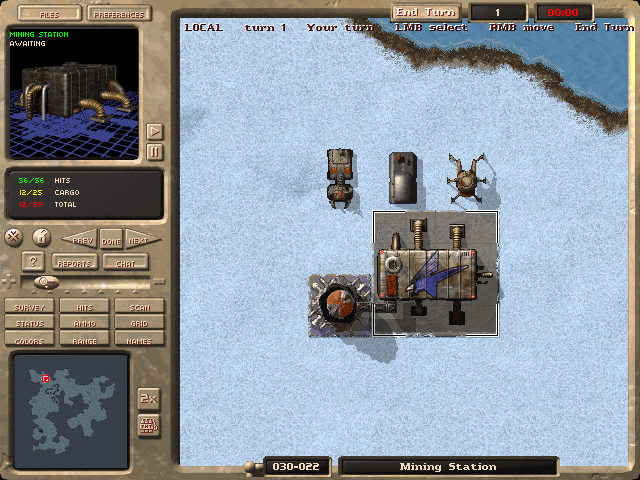 FILES
PREFERENCES
End Turn
1
00:00
LOCAL turn 1 Your turn LMB select RMB move End Turn
MINING STATION
AWAITING
56/56 HITS
12/25 CARGO
TOTAL
PREV
DONE
NEXT
?
REPORTS
CHAT
SURVEY
HITS
SCAN
STATUS
AMMO
GRID
COLORS
RANGE
NAMES
2x
030-022
Mining Station